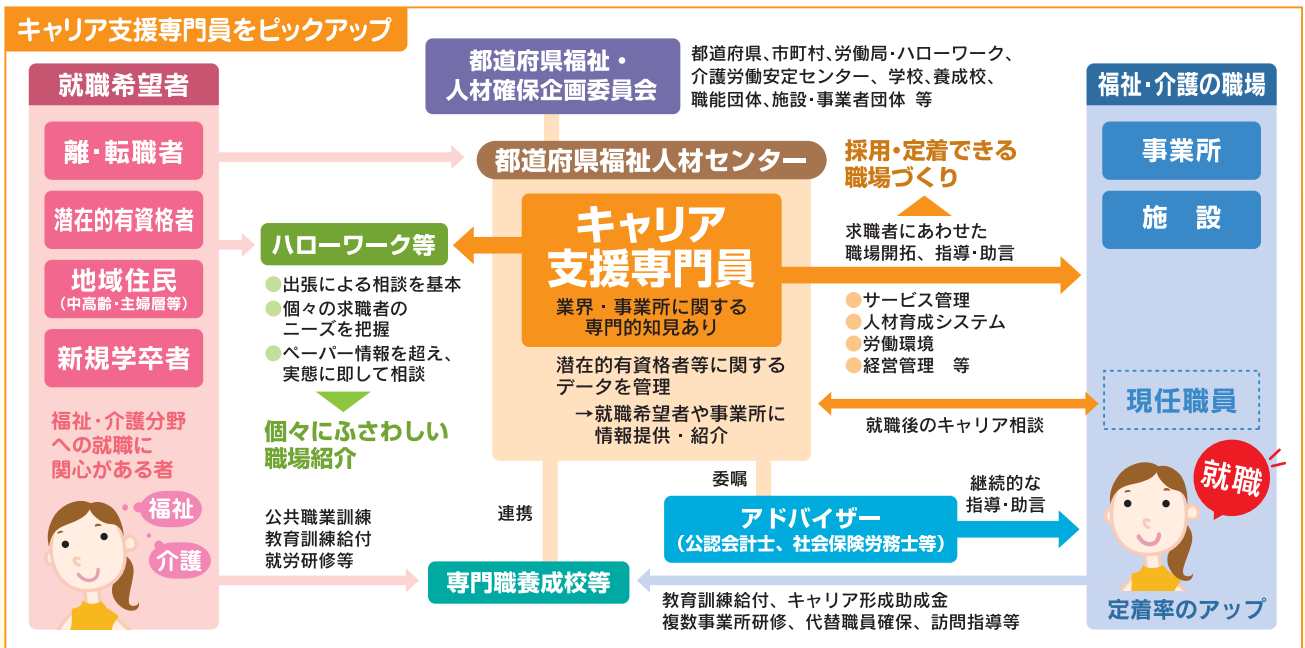 キャリア支援専門員をピックアップ
就職希望者
離・転職者
潜在的有資格者
地域住民
（中高齢・主婦層等）
新規学卒者
福祉・介護分野
への就職に
関心がある者
福祉
介護
都道府県福祉・
人材確保企画委員会
都道府県、市町村、労働局・ハローワーク、
介護労働安定センター、学校、養成校、
職能団体、施設・事業者団体 等
都道府県福祉人材センター
キャリア
支援専門員
業界・事業所に関する
専門的知見あり
潜在的有資格者等に関する
データを管理
→就職希望者や事業所に
情報提供・紹介
ハローワーク等
●出張による相談を基本
●個々の求職者の
ニーズを把握
●ペーパー情報を超え、
実態に即して相談
個々にふさわしい
職場紹介
採用・定着できる
職場づくり
求職者にあわせた
職場開拓、指導・助言
●サービス管理
●人材育成システム
●労働環境
●経営管理 等
就職後のキャリア相談
委嘱
アドバイザー
（公認会計士、社会保険労務士等）
継続的な
指導・助言
連携
公共職業訓練
教育訓練給付
就労研修等
専門職養成校等
教育訓練給付、キャリア形成助成金
複数事業所研修、代替職員確保、訪問指導等
福祉・介護の職場
事業所
施 設
現任職員
就職
定着率のアップ